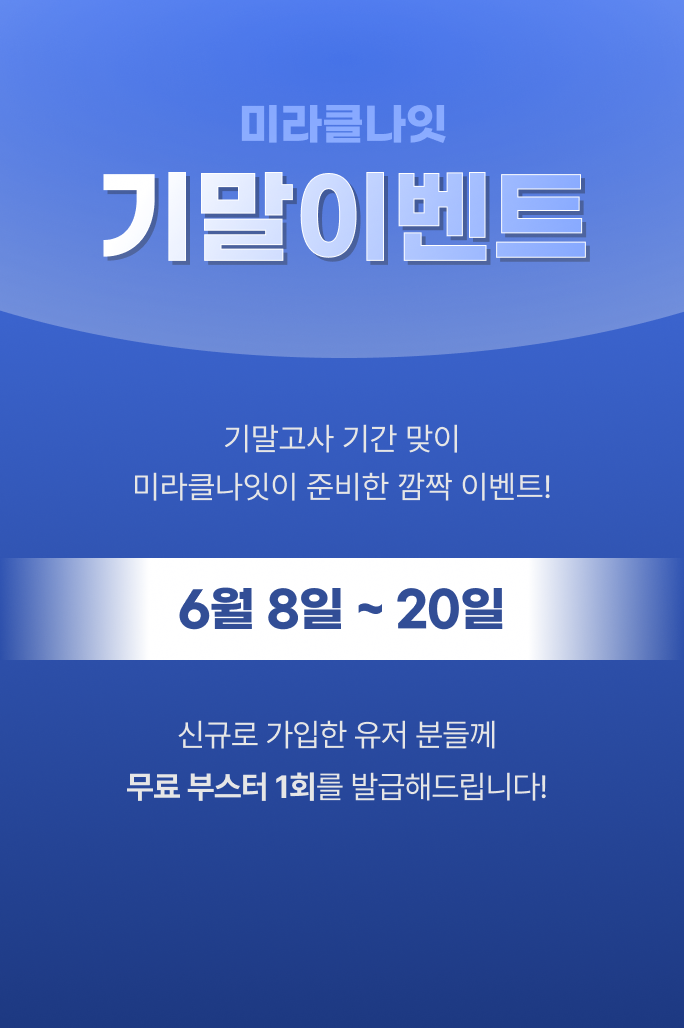 미라클나잇
기말이벤트
기말고사 기간 맞이
미라클나잇이 준비한 깜짝 이벤트!
6월 8일 ~ 20일
신규로 가입한 유저 분들께
무료 부스터 1회를 발급해드립니다!